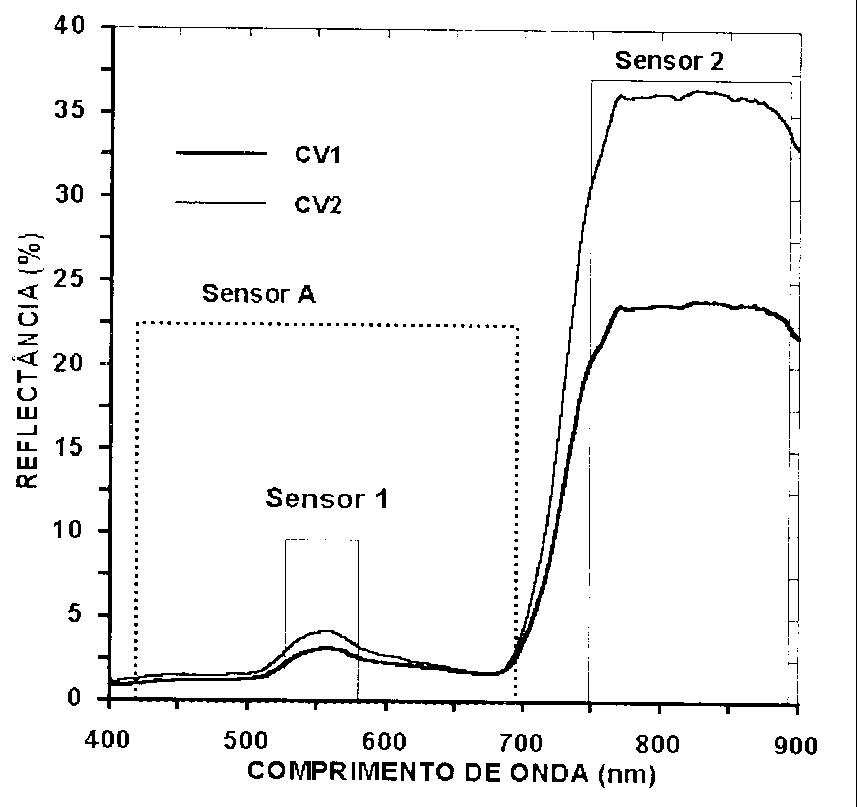 40
Sensor 2
35
CV1
30
CV2
REFLECTÂNCIA (%)
25
Sensor A
20
15
Sensor 1
10
5
0
400 500 600 700 800 900
COMPRIMENTO DE ONDA (nm)